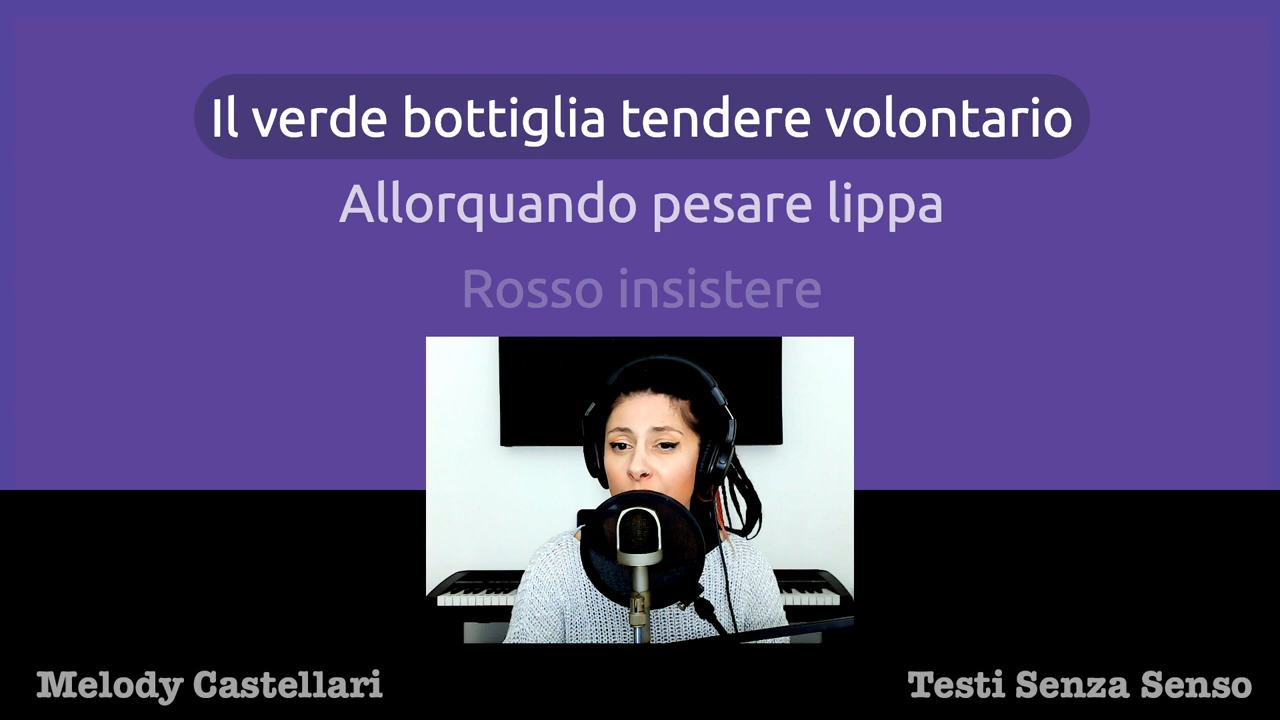 Il verde bottiglia tendere volontario
Allorquando pesare lippa
Rosso insistere
Melody Castellari
Testi Senza Senso